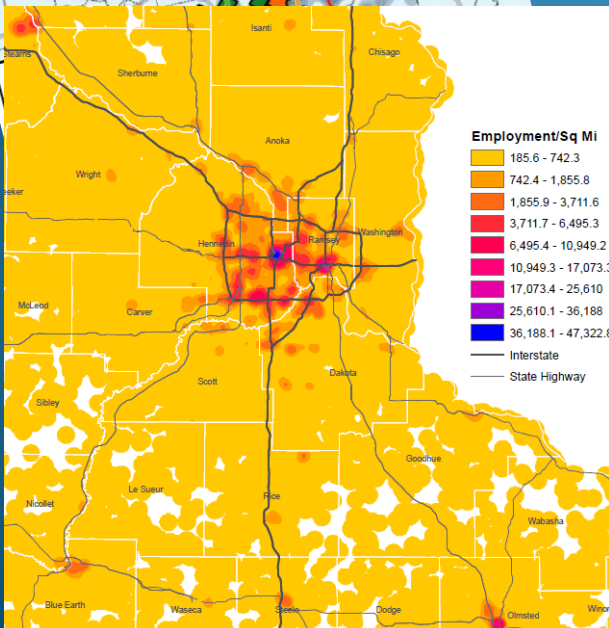 Isanti
Chisago
Stearns
Sherburne
Anoka
Wright
Hennepin
Ramsey
Washington
McLeod
Carver
Scott
Dakota
Sibley
Goodhue
Le Sueur
Nicollet
Rice
Wabasha
Blue Earth
Waseca
Steele
Dodge
Olmsted
Employment/Sq Mi
185.6 - 742.3
742.4 - 1,855.8
1,855.9 - 3,711.6
3,711.7 - 6,495.3
6,495.4 - 10,949.2
10,949.3 - 17,073.3
17,073.4 - 25,610
25,610.1 - 36,188
36,188.1 - 47,322.8
Interstate
State Highway